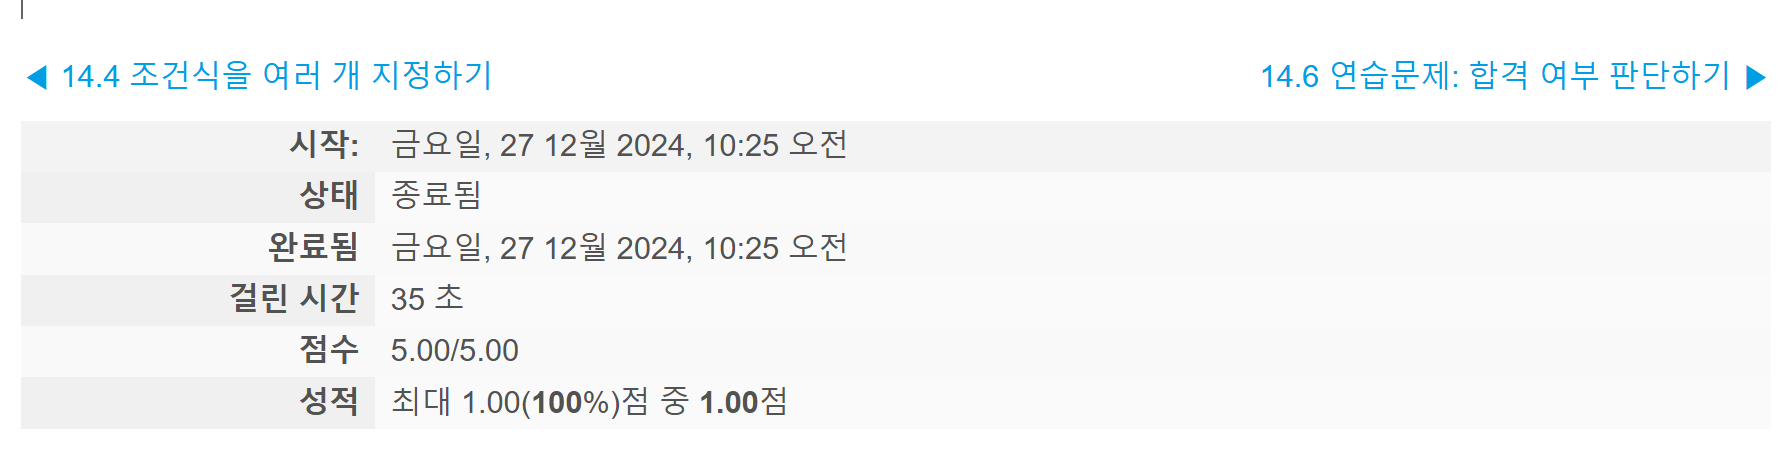 ◀ 14.4 조건식을 여러 개 지정하기
14.6 연습문제: 합격 여부 판단하기 ▶
시작: 금요일, 27 12월 2024, 10:25 오전
상태 종료됨
완료됨 금요일, 27 12월 2024, 10:25 오전
걸린 시간 35 초
점수 5.00/5.00
성적 최대 1.00(100%)점 중 1.00점